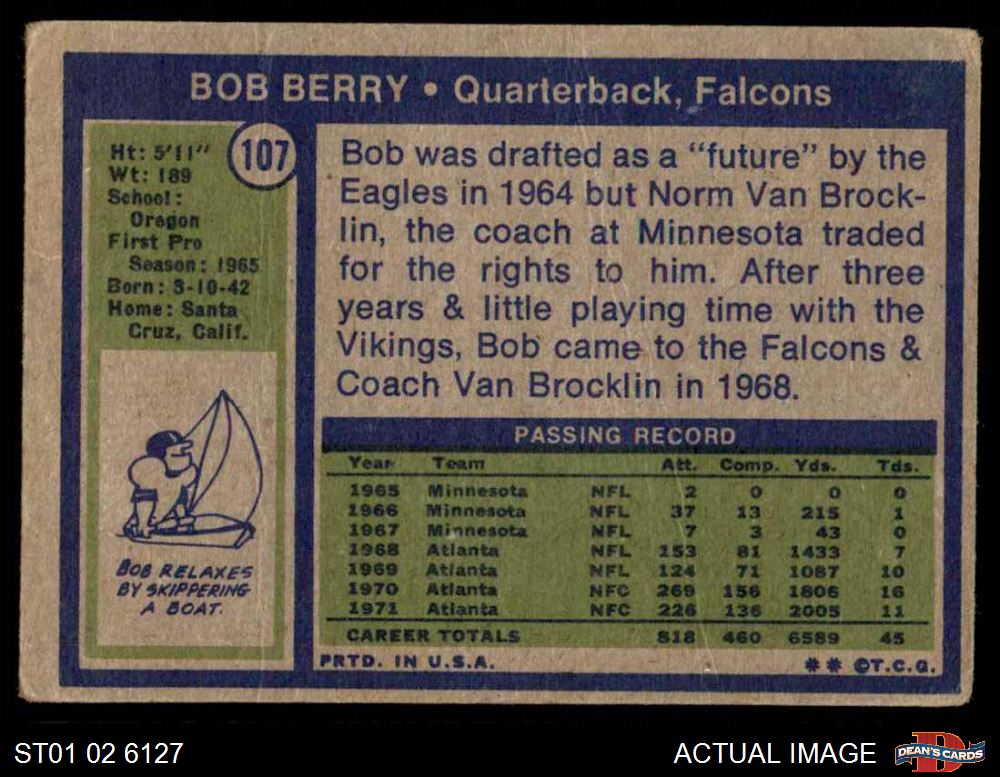 BOB BERRY • Quarterback, Falcons
107
Ht: 5'11"
Wt: 189
School:
Oregon
First Pro
Season: 1965
Born: 3-10-42
Home: Santa
Cruz, Calif.
BOB RELAXES
BY SKIPPERING
A BOAT.
Bob was drafted as a “future” by the
Eagles in 1964 but Norm Van Brock-
lin, the coach at Minnesota traded
for the rights to him. After three
years & little playing time with the
Vikings, Bob came to the Falcons &
Coach Van Brocklin in 1968.
PASSING RECORD
Year Team Att. Comp. Yds. Tds.
1965 Minnesota NFL 2 0 0 0
1966 Minnesota NFL 37 13 215 1
1967 Minnesota NFL 7 3 43 0
1968 Atlanta NFL 153 81 1433 7
1969 Atlanta NFL 124 71 1087 10
1970 Atlanta NFC 269 156 1806 16
1971 Atlanta NFC 226 136 2005 11
CAREER TOTALS 818 460 6589 45
PRTD. IN U.S.A. ** ©T.C.G.
ST01 02 6127 ACTUAL IMAGE DEAN'S CARDS